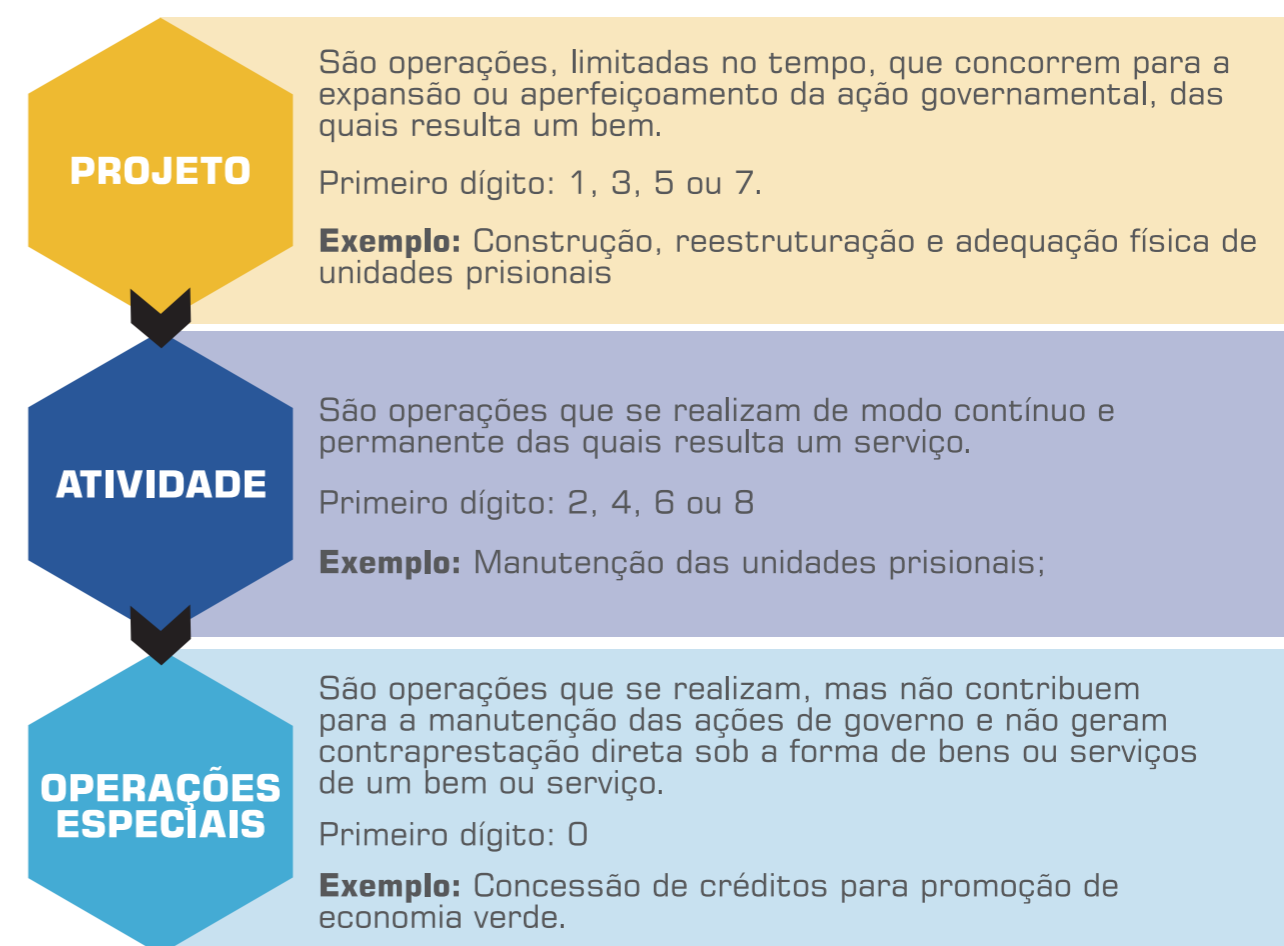 PROJETO
São operações, limitadas no tempo, que concorrem para a
expansão ou aperfeiçoamento da ação governamental, das
quais resulta um bem.
Primeiro dígito: 1, 3, 5 ou 7.
Exemplo: Construção, reestruturação e adequação física de
unidades prisionais
ATIVIDADE
São operações que se realizam de modo contínuo e
permanente das quais resulta um serviço.
Primeiro dígito: 2, 4, 6 ou 8
Exemplo: Manutenção das unidades prisionais;
OPERAÇÕES
ESPECIAIS
São operações que se realizam, mas não contribuem
para a manutenção das ações de governo e não geram
contraprestação direta sob a forma de bens ou serviços
de um bem ou serviço.
Primeiro dígito: 0
Exemplo: Concessão de créditos para promoção de
economia verde.